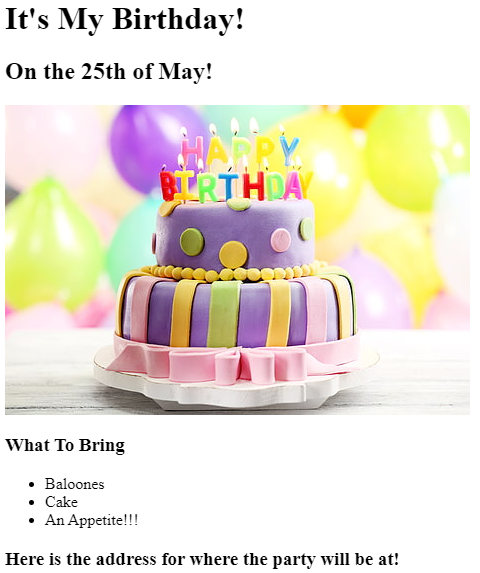 It's My Birthday!
On the 25th of May!
HAPPY
BIRTHDAY
What To Bring
Baloones
Cake
An Appetite!!!
Here is the address for where the party will be at!